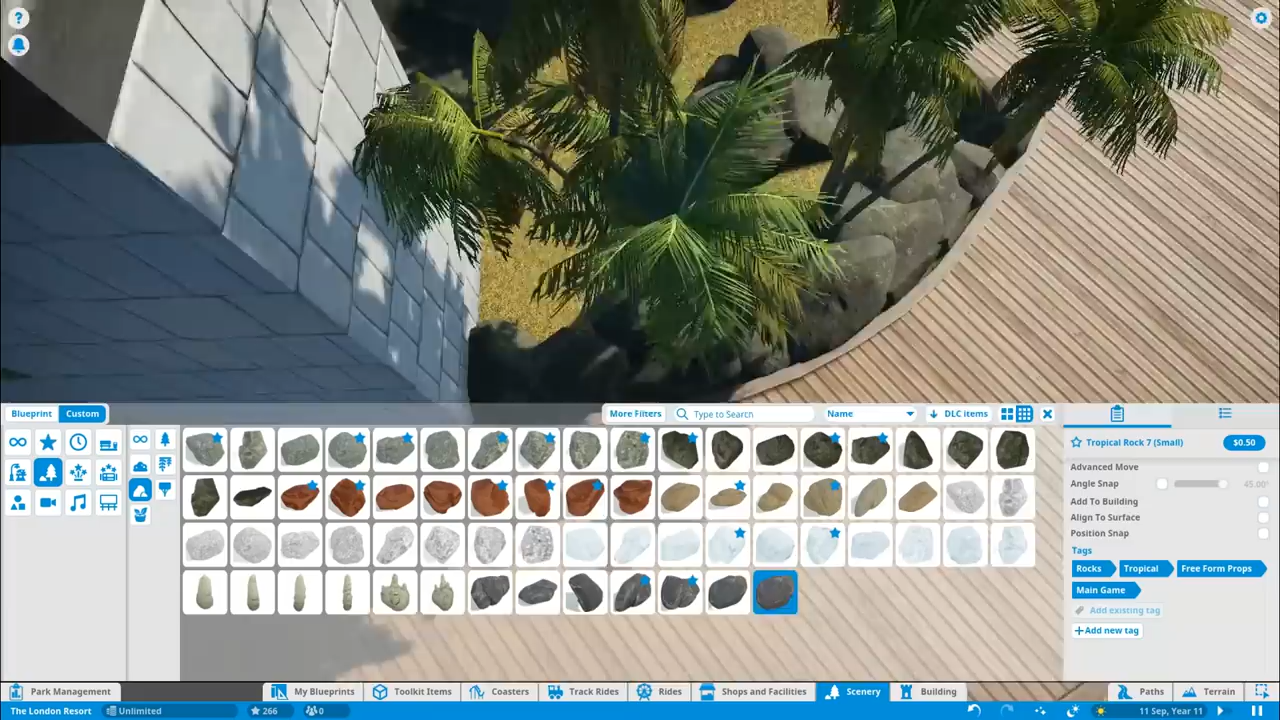 ?
Blueprint Custom More Filters Type to Search Name DLC items
Tropical Rock 7 (Small) $0.50
Advanced Move
Angle Snap 45.00°
Add To Building
Align To Surface
Position Snap
Tags
Rocks Tropical Free Form Props
Main Game
Add existing tag
+Add new tag
Park Management My Blueprints Toolkit Items Coasters Track Rides Rides Shops and Facilities Scenery Building Paths Terrain
The London Resort Unlimited 266 0 11 Sep, Year 11